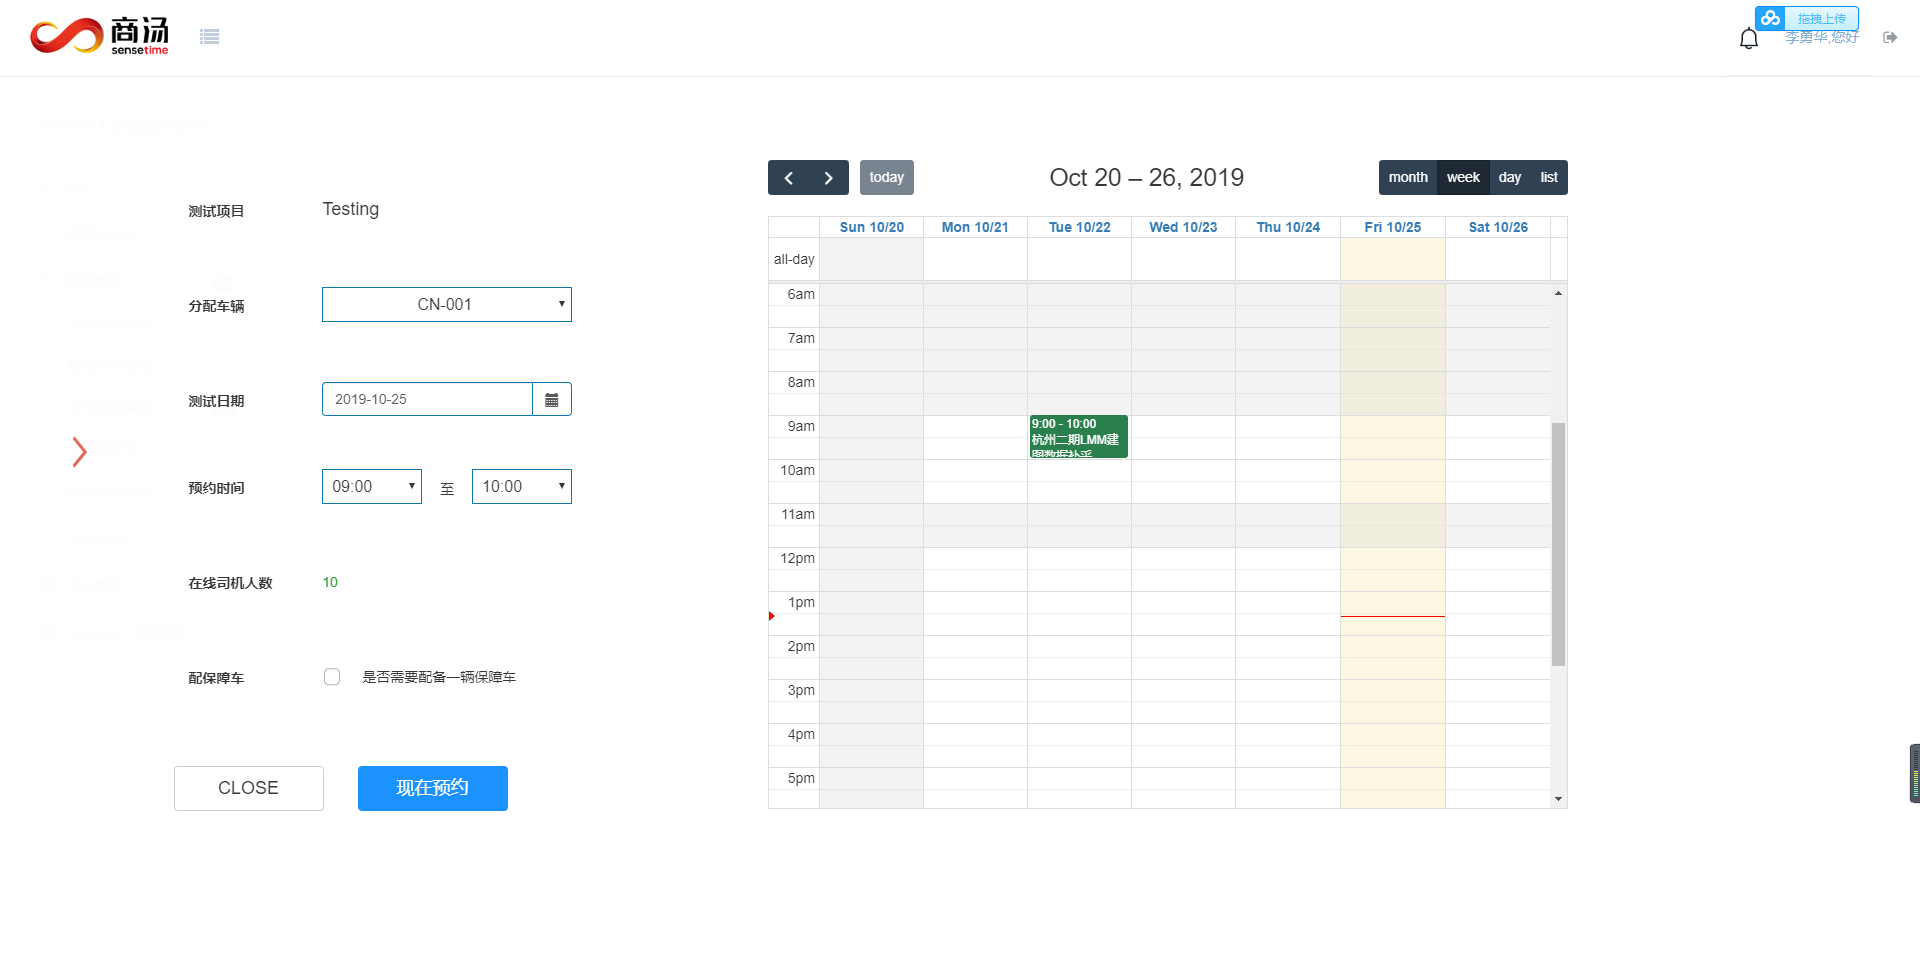 商汤
sensetime
拖拽上传
李勇华,您好
测试项目
Testing
分配车辆
CN-001
测试日期
2019-10-25
预约时间
09:00
至
10:00
在线司机人数
10
配保障车
是否需要配备一辆保障车
CLOSE
现在预约
today
Oct 20 – 26, 2019
month
week
day
list
Sun 10/20
Mon 10/21
Tue 10/22
Wed 10/23
Thu 10/24
Fri 10/25
Sat 10/26
all-day
6am
7am
8am
9am
9:00 - 10:00
杭州二期LMM建
图数据补采
10am
11am
12pm
1pm
2pm
3pm
4pm
5pm